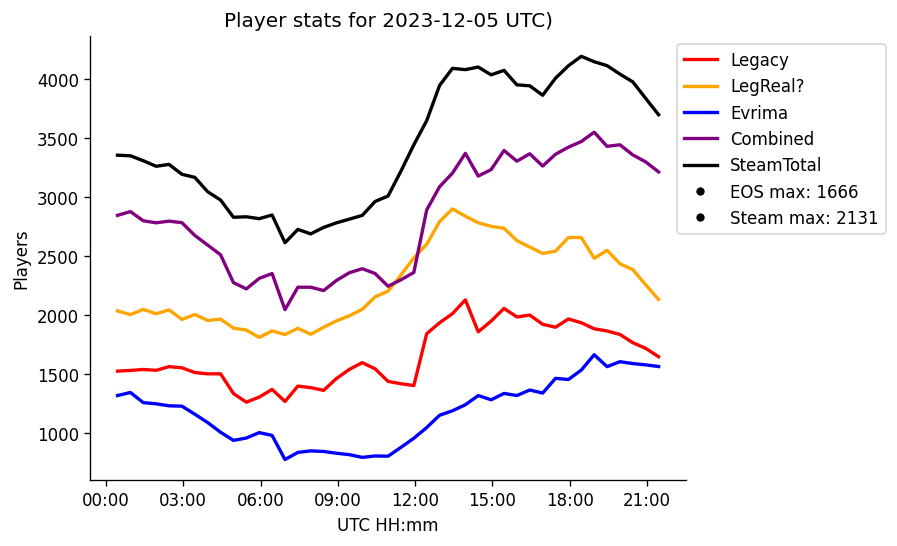 Player stats for 2023-12-05 UTC)
Legacy
LegReal?
Evrima
Combined
SteamTotal
EOS max: 1666
Steam max: 2131
Players
4000
3500
3000
2500
2000
1500
1000
00:00 03:00 06:00 09:00 12:00 15:00 18:00 21:00
UTC HH:mm